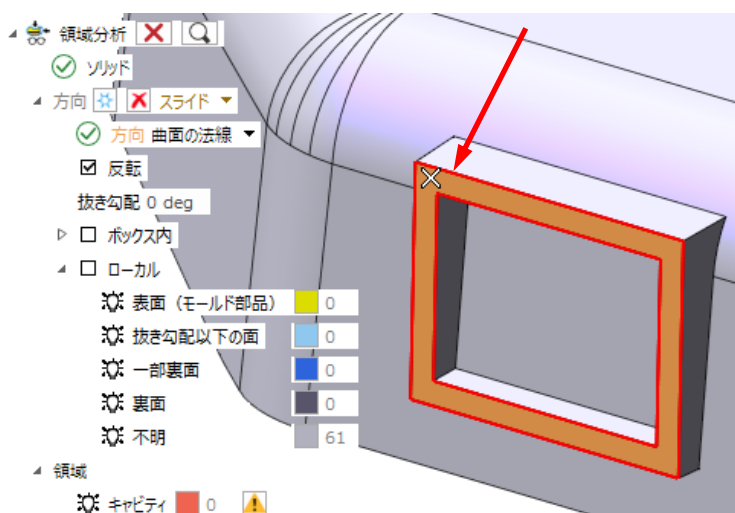 領域分析
ソリッド
方向 スライド
方向 曲面の法線
反転
抜き勾配 0 deg
ボックス内
ローカル
表面（モールド部品） 0
抜き勾配以下の面 0
一部裏面 0
裏面 0
不明 61
領域
キャビティ 0